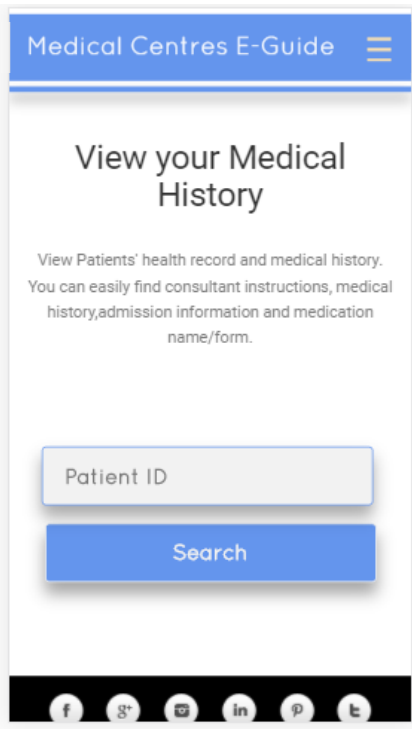 Medical Centres E-Guide
View your Medical
History
View Patients' health record and medical history.
You can easily find consultant instructions, medical
history,admission information and medication
name/form.
Patient ID
Search